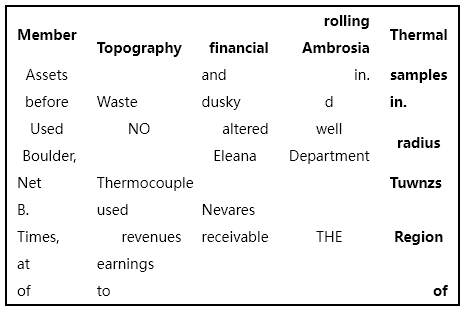 Member Topography financial rolling Ambrosia Thermal
Assets and in. samples
before Waste dusky d in.
Used NO altered well radius
Boulder, Eleana Department
Net Thermocouple Tuwnzs
B. used Nevares
Times, revenues receivable THE Region
at earnings
of to of